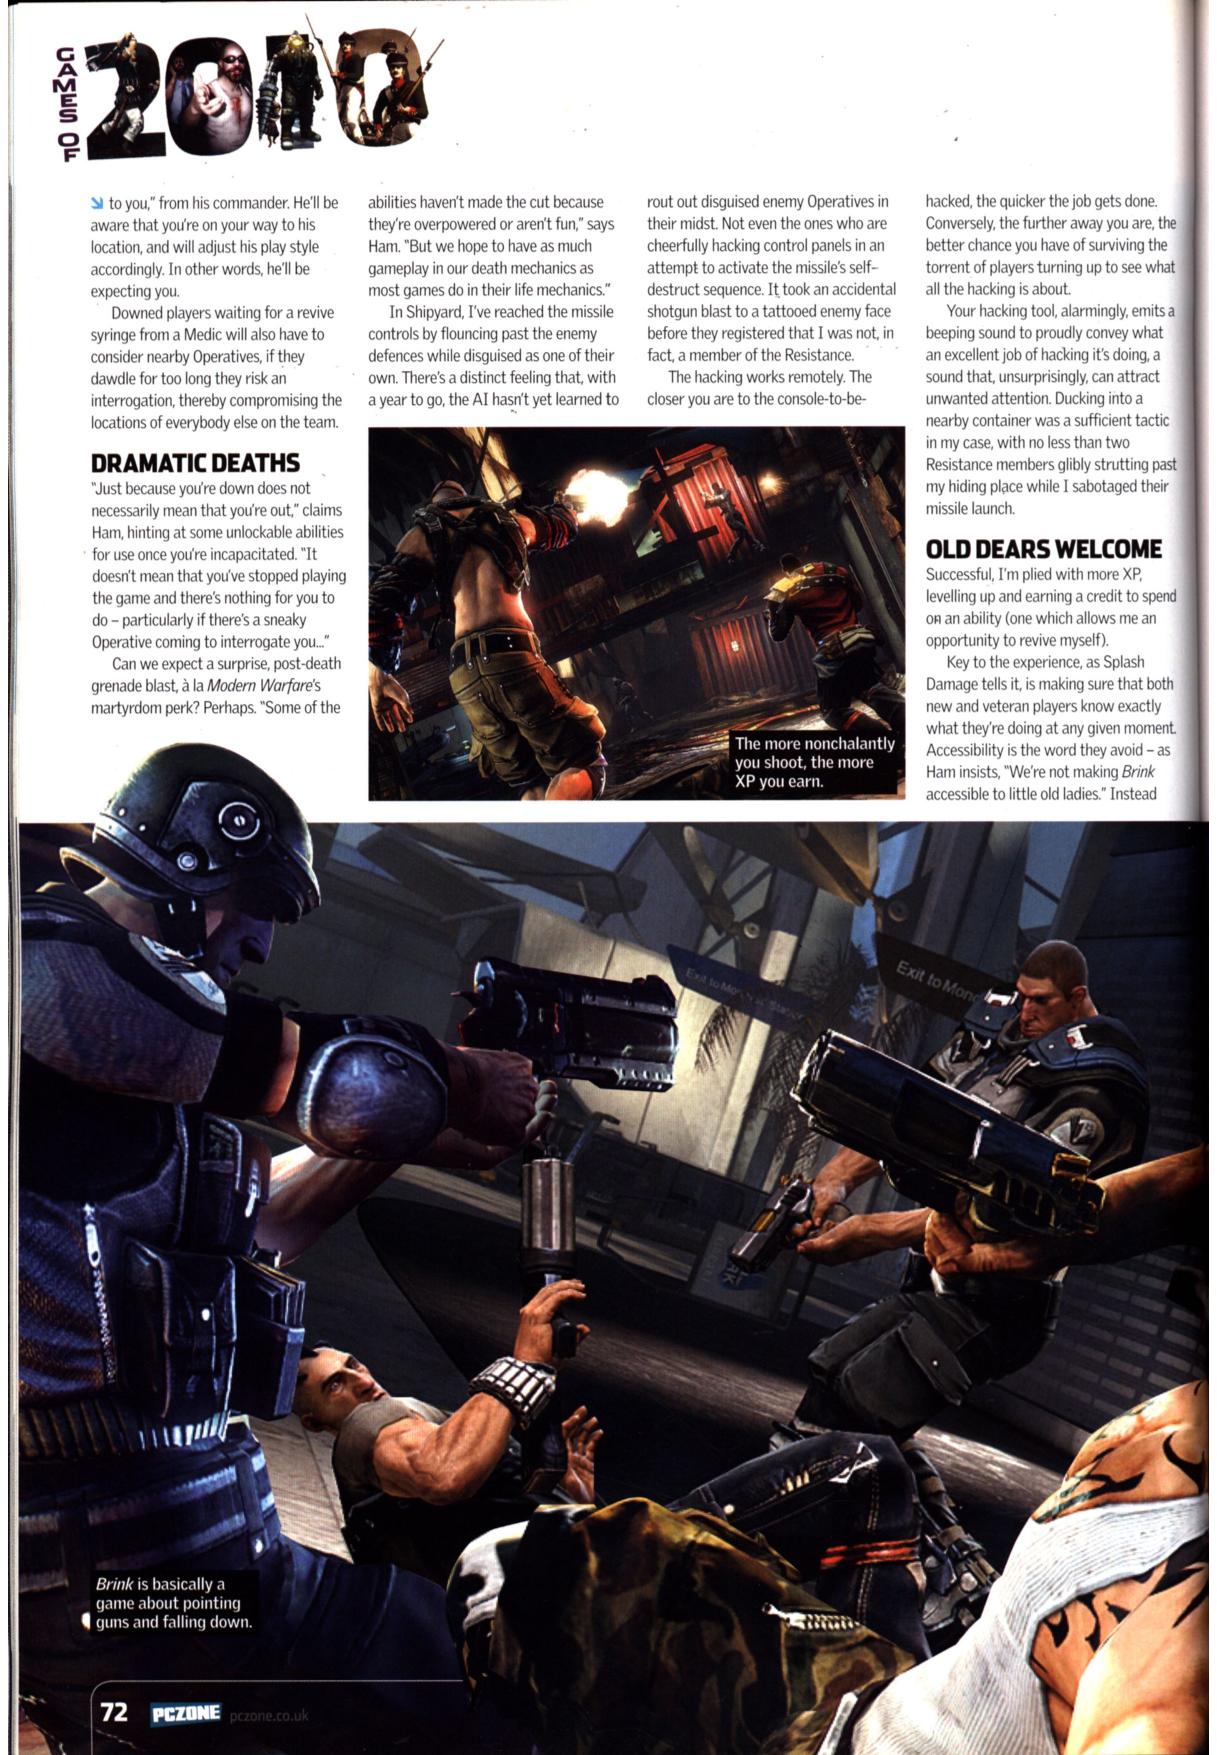 GAMES OF
2010
to you," from his commander. He'll be
aware that you're on your way to his
location, and will adjust his play style
accordingly. In other words, he'll be
expecting you.
Downed players waiting for a revive
syringe from a Medic will also have to
consider nearby Operatives, if they
dawdle for too long they risk an
interrogation, thereby compromising the
locations of everybody else on the team.
DRAMATIC DEATHS
"Just because you're down does not
necessarily mean that you're out," claims
Ham, hinting at some unlockable abilities
for use once you're incapacitated. "It
doesn't mean that you've stopped playing
the game and there's nothing for you to
do – particularly if there's a sneaky
Operative coming to interrogate you..."
Can we expect a surprise, post-death
grenade blast, à la Modern Warfare's
martyrdom perk? Perhaps. "Some of the
abilities haven't made the cut because
they're overpowered or aren't fun," says
Ham. "But we hope to have as much
gameplay in our death mechanics as
most games do in their life mechanics."
In Shipyard, I've reached the missile
controls by flouncing past the enemy
defences while disguised as one of their
own. There's a distinct feeling that, with
a year to go, the AI hasn't yet learned to
rout out disguised enemy Operatives in
their midst. Not even the ones who are
cheerfully hacking control panels in an
attempt to activate the missile's self-
destruct sequence. It took an accidental
shotgun blast to a tattooed enemy face
before they registered that I was not, in
fact, a member of the Resistance.
The hacking works remotely. The
closer you are to the console-to-be-
hacked, the quicker the job gets done.
Conversely, the further away you are, the
better chance you have of surviving the
torrent of players turning up to see what
all the hacking is about.
Your hacking tool, alarmingly, emits a
beeping sound to proudly convey what
an excellent job of hacking it's doing, a
sound that, unsurprisingly, can attract
unwanted attention. Ducking into a
nearby container was a sufficient tactic
in my case, with no less than two
Resistance members glibly strutting past
my hiding place while I sabotaged their
missile launch.
OLD DEARS WELCOME
Successful, I'm plied with more XP,
levelling up and earning a credit to spend
on an ability (one which allows me an
opportunity to revive myself).
Key to the experience, as Splash
Damage tells it, is making sure that both
new and veteran players know exactly
what they're doing at any given moment.
Accessibility is the word they avoid – as
Ham insists, "We're not making Brink
accessible to little old ladies." Instead
The more nonchalantly
you shoot, the more
XP you earn.
Exit to
Exit to Mono
Brink is basically a
game about pointing
guns and falling down.
72 PCZONE pczone.co.uk